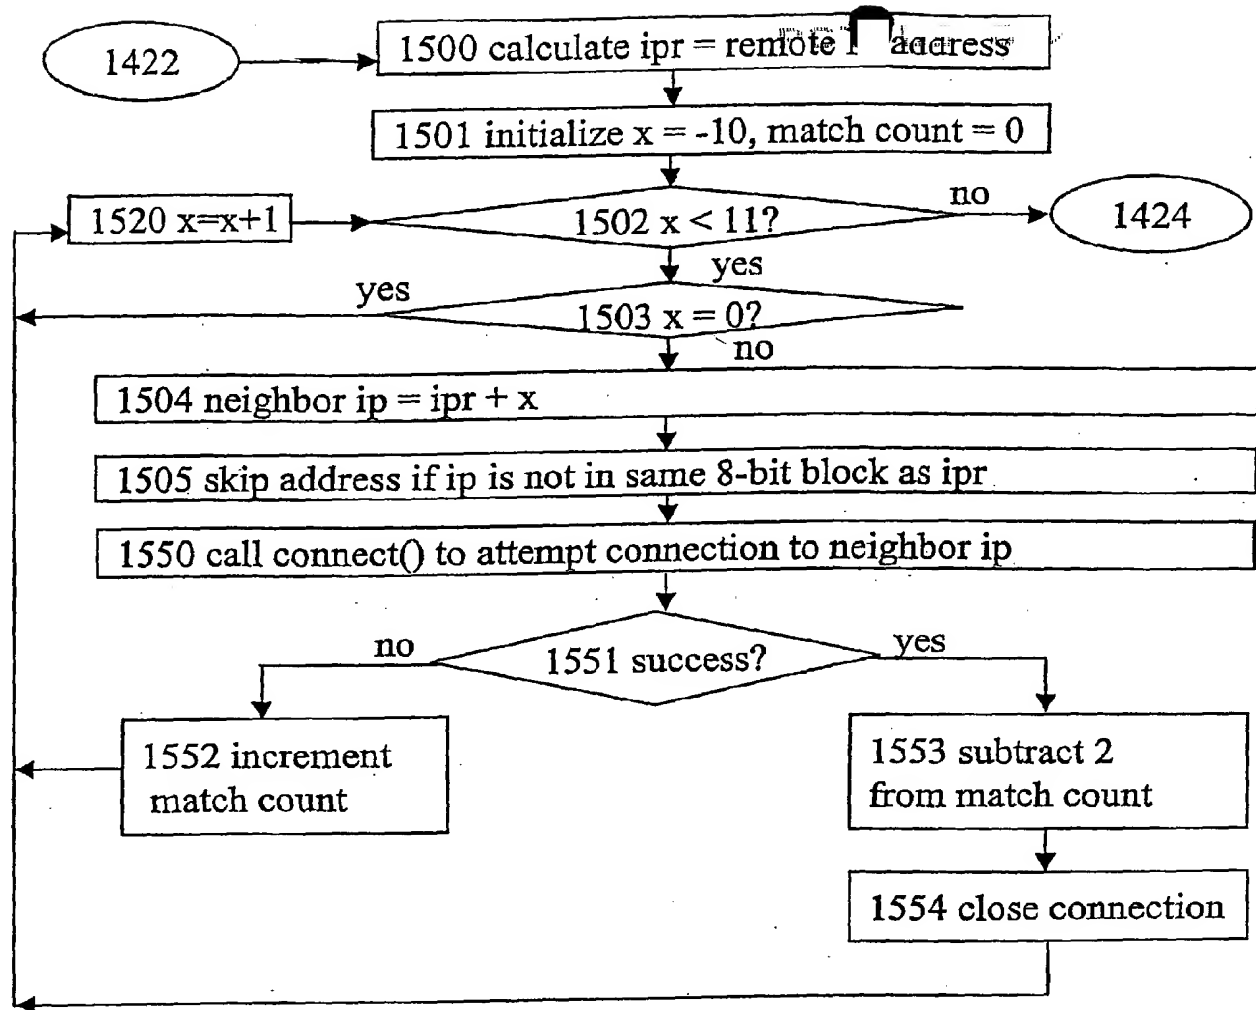 1422
1500 calculate ipr = remote address
1501 initialize x = -10, match count = 0
1520 x=x+1
1502 x < 11?
no
1424
yes
yes
1503 x = 0?
no
1504 neighbor ip = ipr + x
1505 skip address if ip is not in same 8-bit block as ipr
1550 call connect() to attempt connection to neighbor ip
no
1551 success?
yes
1552 increment
match count
1553 subtract 2
from match count
1554 close connection